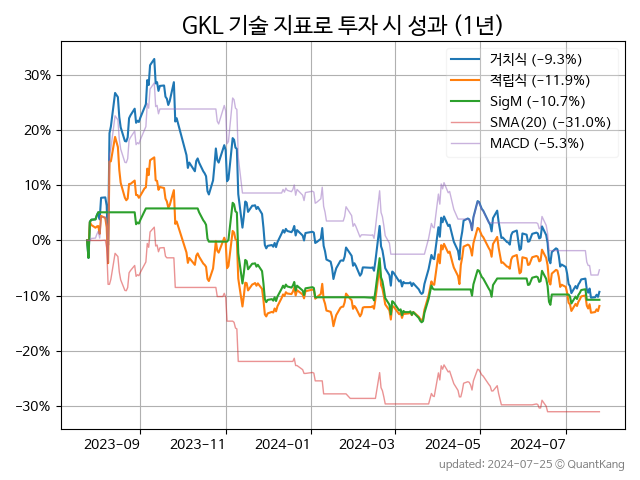 GKL 기술 지표로 투자 시 성과 (1년)
거치식 (−9.3%)
적립식 (−11.9%)
SigM (−10.7%)
SMA(20) (−31.0%)
MACD (−5.3%)
30%
20%
10%
0%
−10%
−20%
−30%
2023-09
2023-11
2024-01
2024-03
2024-05
2024-07
updated: 2024-07-25 © QuantKang